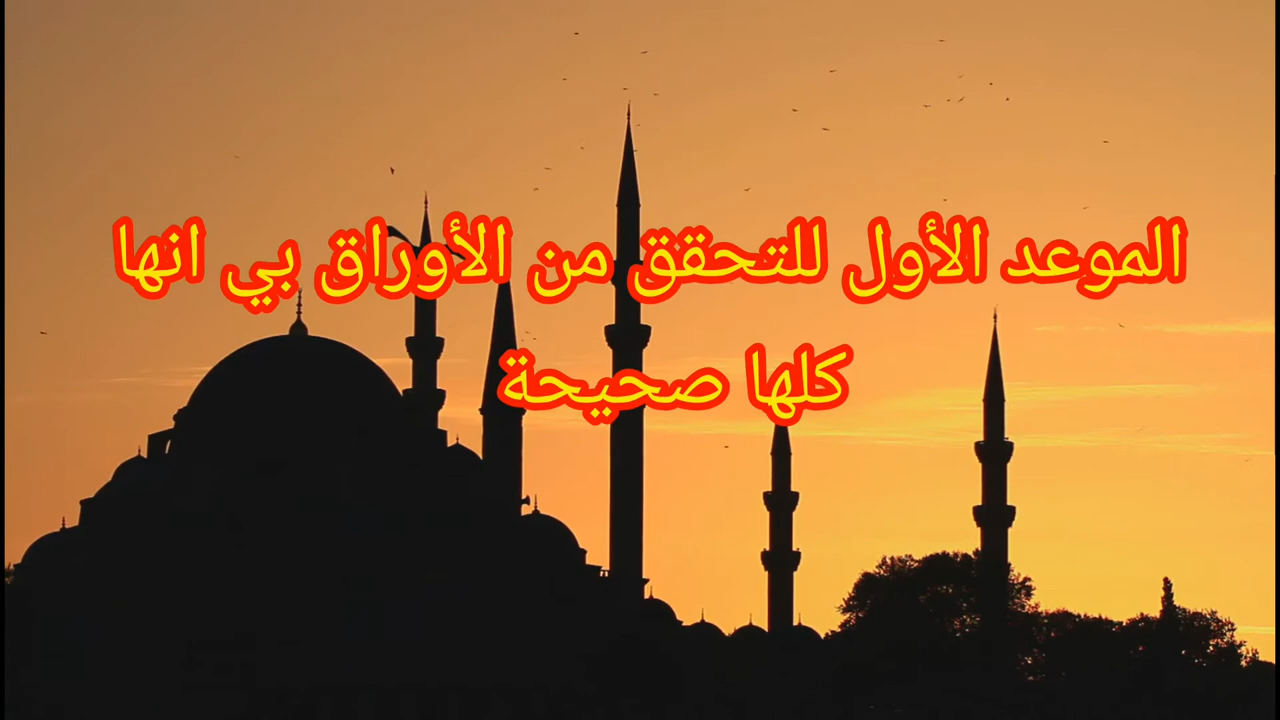 الموعد الأول للتحقق من الأوراق بي انها
كلها صحيحة